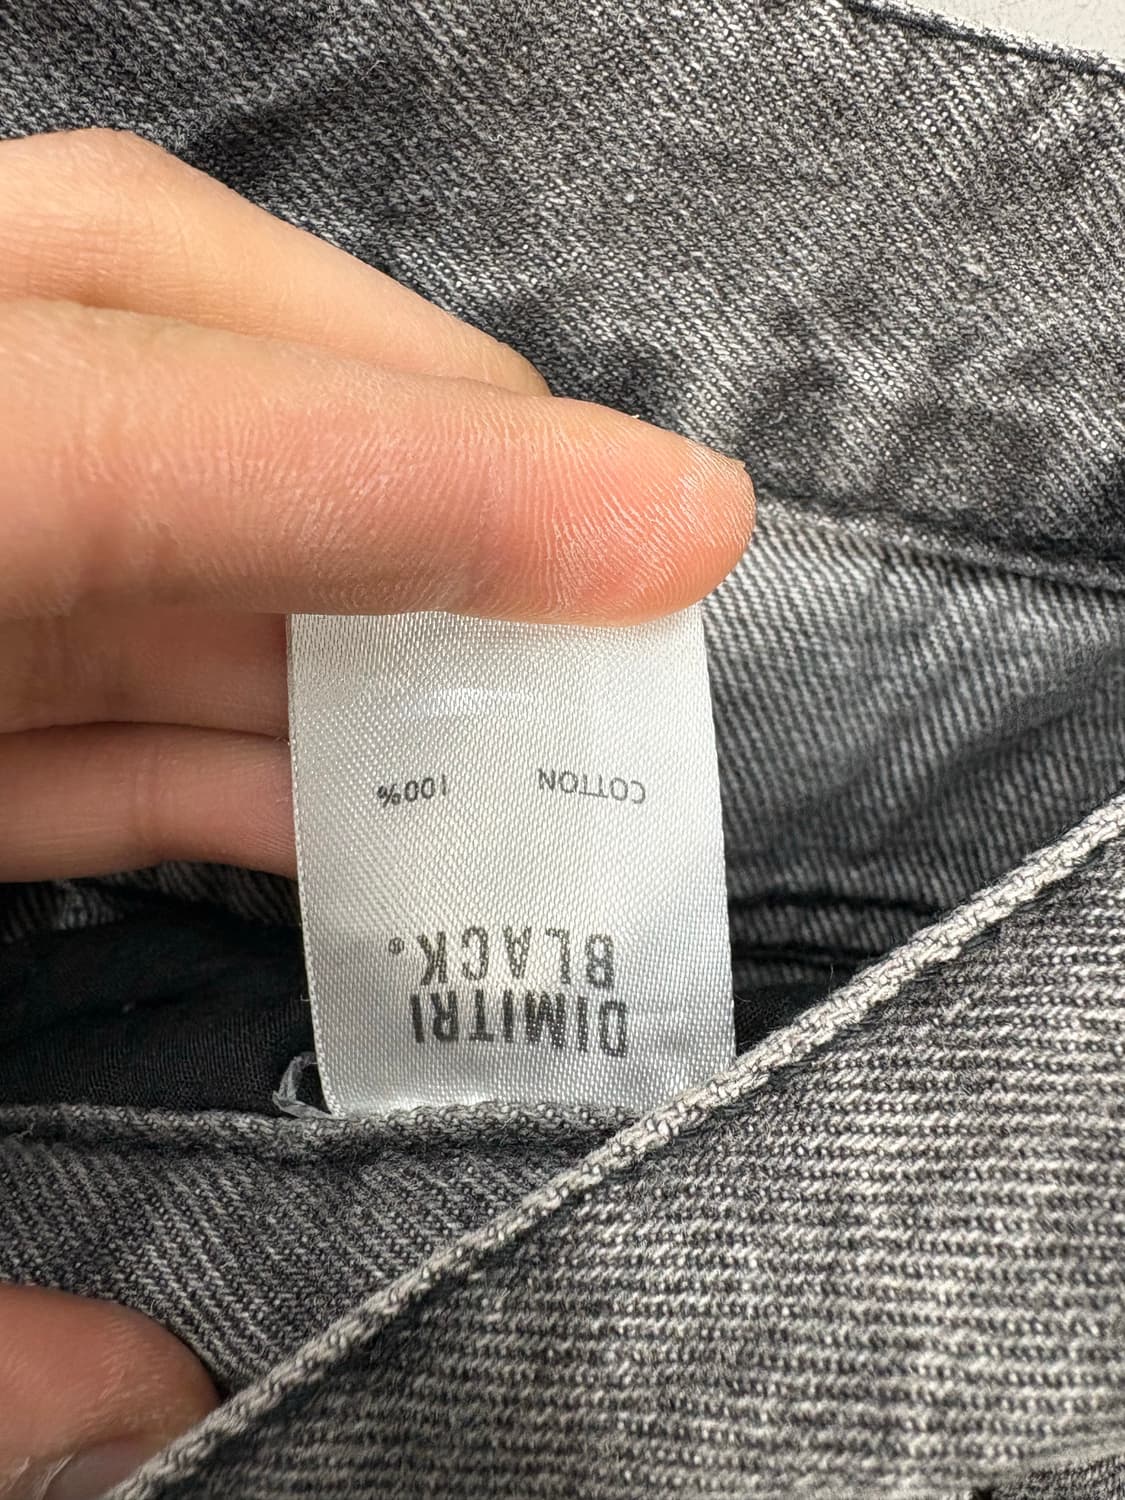 DIMITRI
BLACK®
COTTON 100%